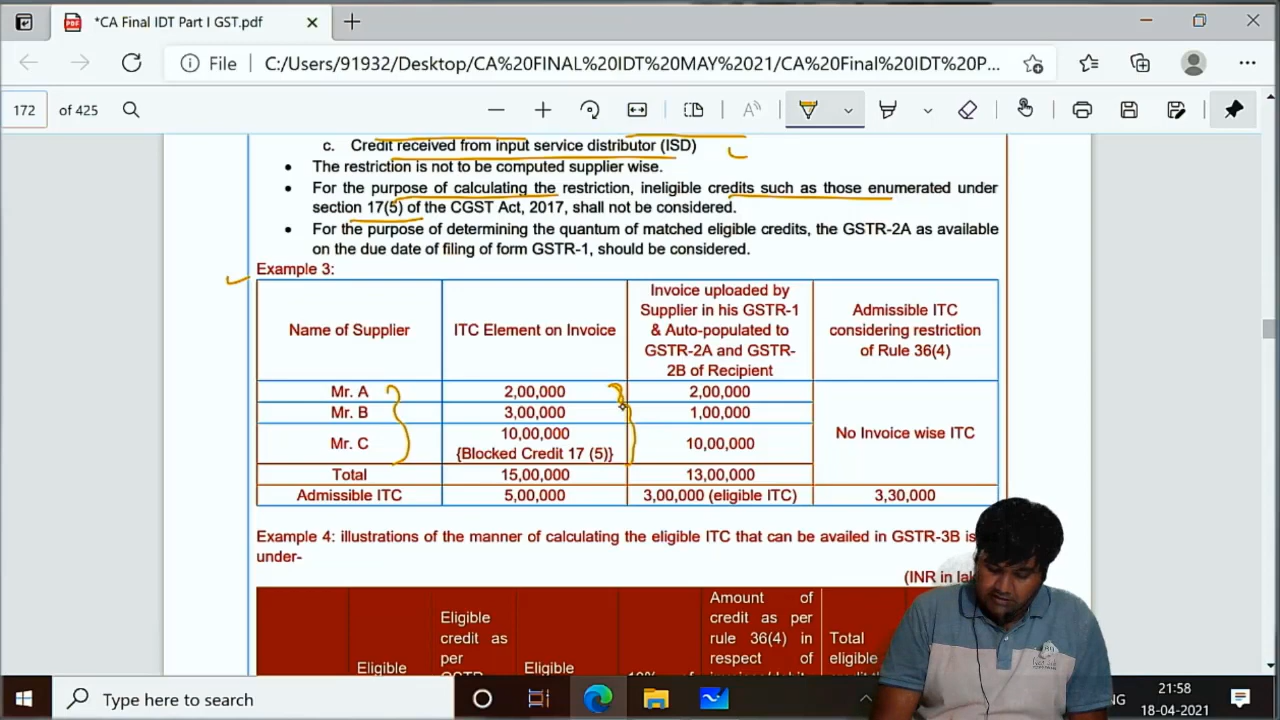 *CA Final IDT Part I GST.pdf
File C:/Users/91932/Desktop/CA%20FINAL%20IDT%20MAY%2021/CA%20Final%20IDT%20P...
172 of 425
c. Credit received from input service distributor (ISD)
• The restriction is not to be computed supplier wise.
• For the purpose of calculating the restriction, ineligible credits such as those enumerated under
section 17(5) of the CGST Act, 2017, shall not be considered.
• For the purpose of determining the quantum of matched eligible credits, the GSTR-2A as available
on the due date of filing of form GSTR-1, should be considered.
Example 3:
Name of Supplier
ITC Element on Invoice
Invoice uploaded by
Supplier in his GSTR-1
& Auto-populated to
GSTR-2A and GSTR-
2B of Recipient
Admissible ITC
considering restriction
of Rule 36(4)
Mr. A 2,00,000 2,00,000
Mr. B 3,00,000 1,00,000
Mr. C
10,00,000
{Blocked Credit 17 (5)}
10,00,000
No Invoice wise ITC
Total 15,00,000 13,00,000
Admissible ITC 5,00,000 3,00,000 (eligible ITC) 3,30,000
Example 4: illustrations of the manner of calculating the eligible ITC that can be availed in GSTR-3B is
under-
(INR in
Eligible
Eligible
credit as
per
Eligible
Amount of
credit as per
rule 36(4) in
respect of
Total
eligible
Type here to search
21:58
18-04-2021